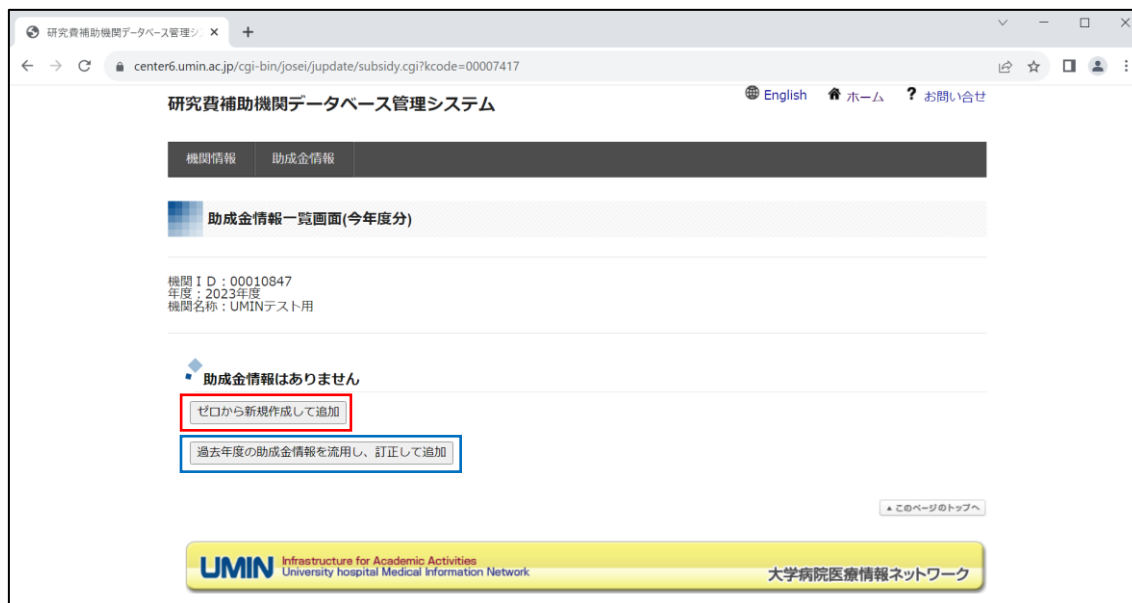 研究費補助機関データベース管理シ
center6.umin.ac.jp/cgi-bin/josei/jupdate/subsidy.cgi?kcode=00007417
研究費補助機関データベース管理システム
English ホーム ? お問い合せ
機関情報 助成金情報
助成金情報一覧画面(今年度分)
機関ID:00010847
年度:2023年度
機関名称:UMINテスト用
助成金情報はありません
ゼロから新規作成して追加
過去年度の助成金情報を流用し、訂正して追加
▲このページのトップへ
UMIN Infrastructure for Academic Activities
University hospital Medical Information Network
大学病院医療情報ネットワーク